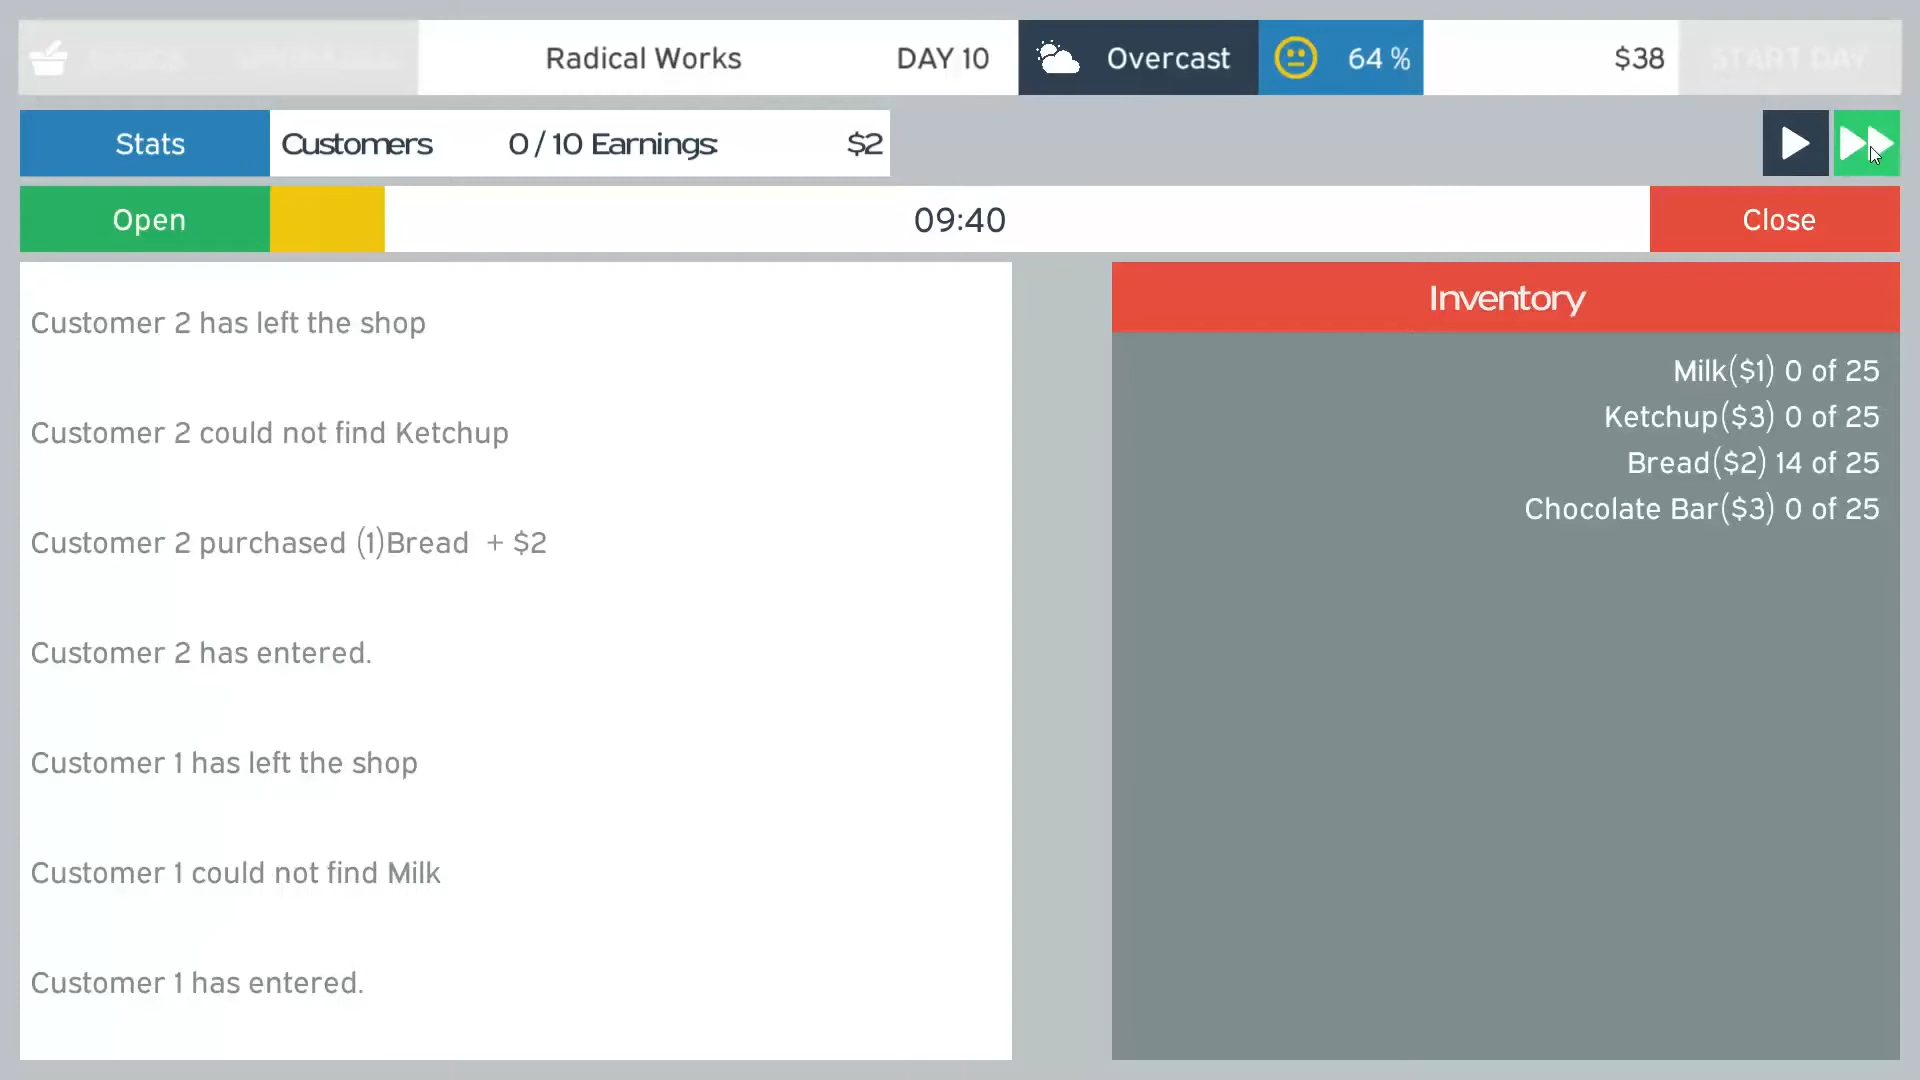 Radical Works DAY 10 Overcast 64 % $38 START DAY
Stats Customers 0 / 10 Earnings: $2
Open 09:40 Close
Customer 2 has left the shop
Customer 2 could not find Ketchup
Customer 2 purchased (1)Bread + $2
Customer 2 has entered.
Customer 1 has left the shop
Customer 1 could not find Milk
Customer 1 has entered.
Inventory
Milk($1) 0 of 25
Ketchup($3) 0 of 25
Bread($2) 14 of 25
Chocolate Bar($3) 0 of 25